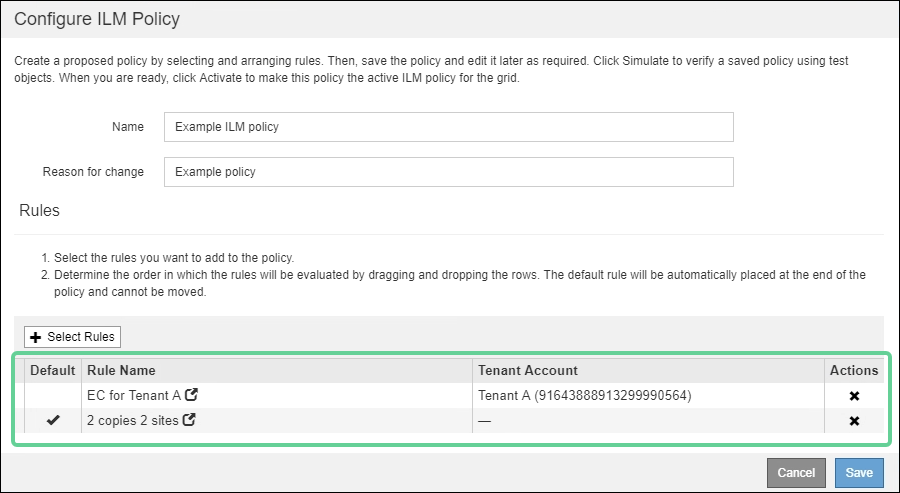 Configure ILM Policy
Create a proposed policy by selecting and arranging rules. Then, save the policy and edit it later as required. Click Simulate to verify a saved policy using test
objects. When you are ready, click Activate to make this policy the active ILM policy for the grid.
Name Example ILM policy
Reason for change Example policy
Rules
1. Select the rules you want to add to the policy.
2. Determine the order in which the rules will be evaluated by dragging and dropping the rows. The default rule will be automatically placed at the end of the
policy and cannot be moved.
Select Rules
Default Rule Name Tenant Account Actions
EC for Tenant A Tenant A (91643888913299990564)
2 copies 2 sites —
Cancel Save